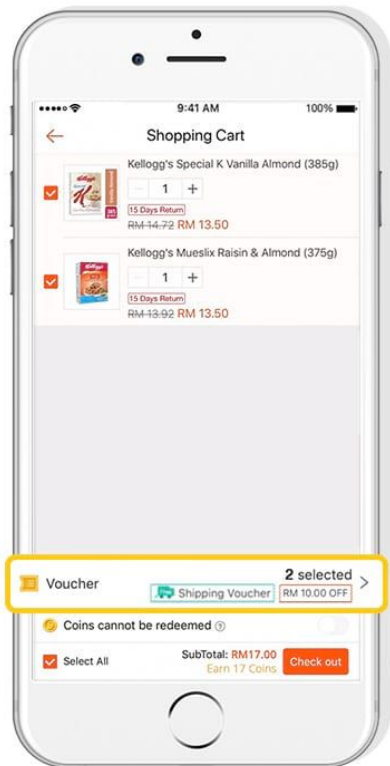 9:41 AM 100%
Shopping Cart
Kellogg's Special K Vanilla Almond (385g)
- 1 +
15 Days Return
RM 14.72 RM 13.50
Kellogg's Mueslix Raisin & Almond (375g)
- 1 +
15 Days Return
RM 13.92 RM 13.50
Voucher 2 selected >
Shipping Voucher RM 10.00 OFF
Coins cannot be redeemed ?
Select All SubTotal: RM17.00 Check out
Earn 17 Coins